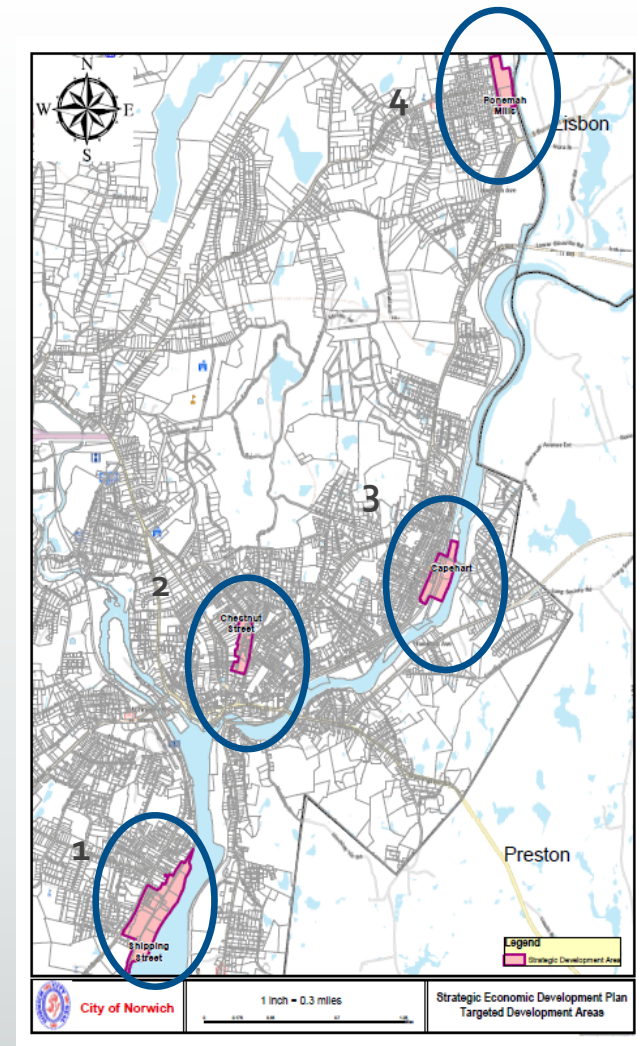 N
W
E
S
4
Ponemah
Mills
Lisbon
3
Capehart
2
Chestnut
Street
1
Shipping
Street
Preston
Legend
Strategic Development Area
City of Norwich
1 inch = 0.3 miles
Strategic Economic Development Plan
Targeted Development Areas